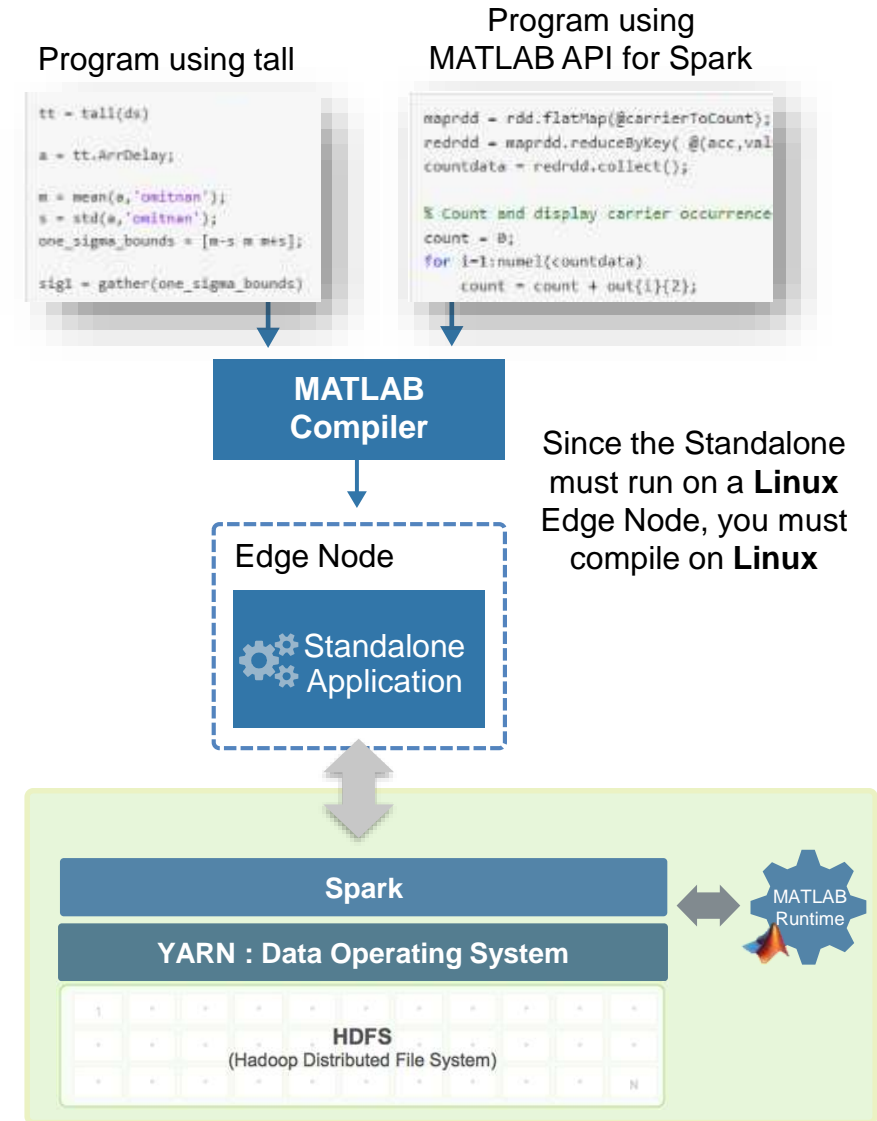 Program using tall
tt = tall(ds)
a = tt.ArrDelay;
m = mean(a,'omitnan');
s = std(a,'omitnan');
one_sigma_bounds = [m-s m m+s];
sig1 = gather(one_sigma_bounds)
Program using
MATLAB API for Spark
maprdd = rdd.flatMap(@carrierToCount);
redrdd = maprdd.reduceByKey( @(acc,val
countdata = redrdd.collect();
% Count and display carrier occurrence
count = 0;
for i=1:numel(countdata)
count = count + out{i}{2};
MATLAB
Compiler
Since the Standalone
must run on a Linux
Edge Node, you must
compile on Linux
Edge Node
Standalone
Application
Spark
MATLAB
Runtime
YARN : Data Operating System
1
HDFS
(Hadoop Distributed File System)
N